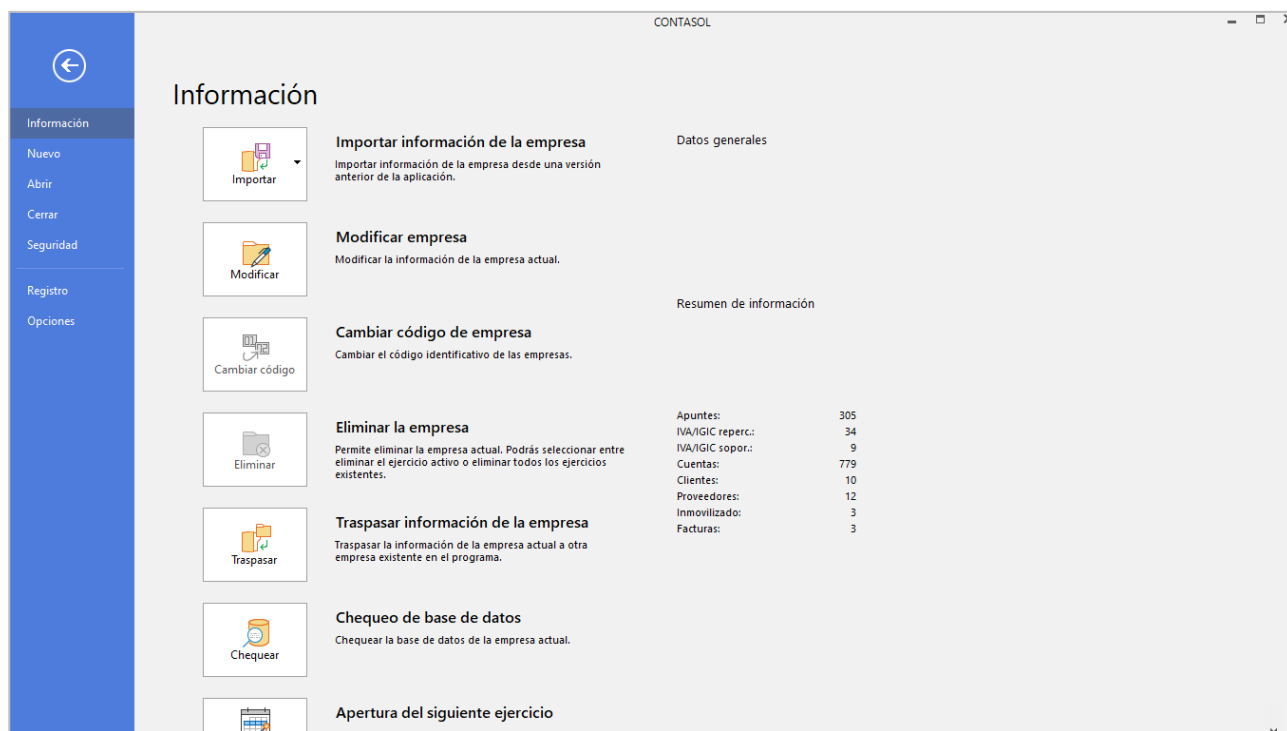 CONTASOL
Información
Nuevo
Abrir
Cerrar
Seguridad
Registro
Opciones
Información
Importar
Importar información de la empresa
Importar información de la empresa desde una versión
anterior de la aplicación.
Modificar
Modificar empresa
Modificar la información de la empresa actual.
Cambiar código
Cambiar código de empresa
Cambiar el código identificativo de las empresas.
Eliminar
Eliminar la empresa
Permite eliminar la empresa actual. Podrás seleccionar entre
eliminar el ejercicio activo o eliminar todos los ejercicios
existentes.
Traspasar
Traspasar información de la empresa
Traspasar la información de la empresa actual a otra
empresa existente en el programa.
Chequear
Chequeo de base de datos
Chequear la base de datos de la empresa actual.
Apertura del siguiente ejercicio
Datos generales
Resumen de información
Apuntes: 305
IVA/IGIC reperc.: 34
IVA/IGIC sopor.: 9
Cuentas: 779
Clientes: 10
Proveedores: 12
Inmovilizado: 3
Facturas: 3